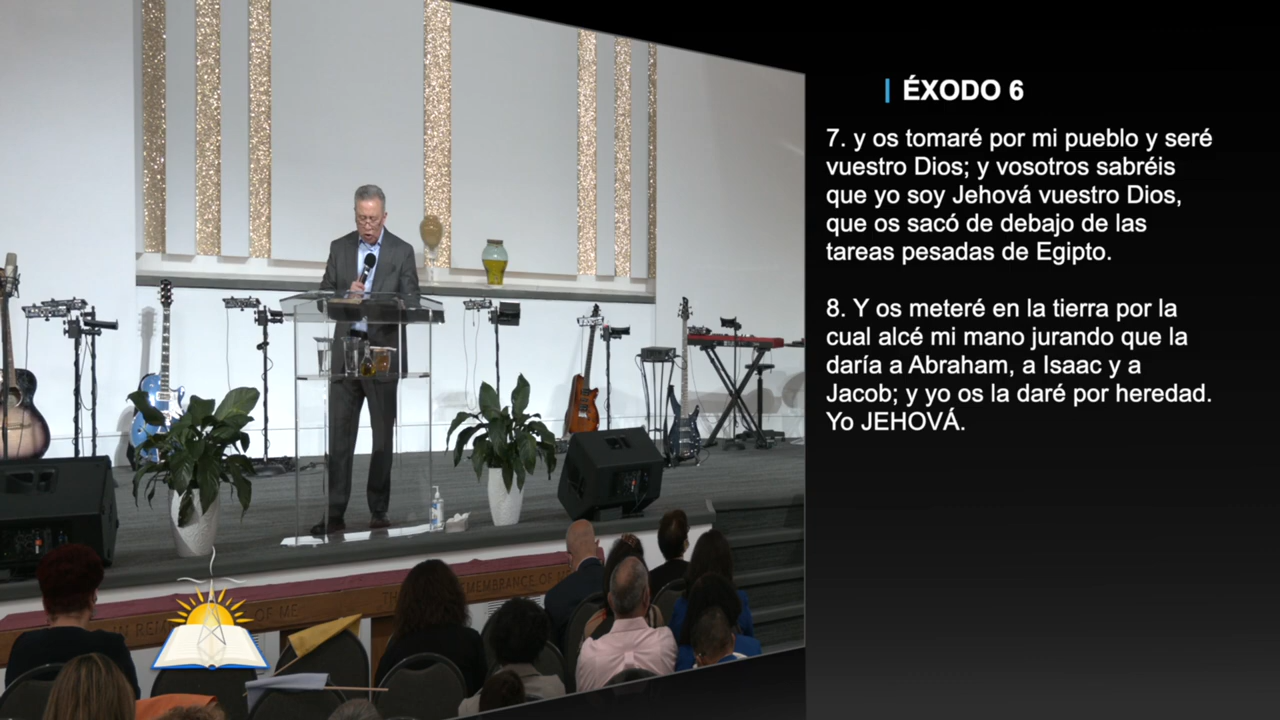 ÉXODO 6
7. y os tomaré por mi pueblo y seré
vuestro Dios; y vosotros sabréis
que yo soy Jehová vuestro Dios,
que os sacó de debajo de las
tareas pesadas de Egipto.
8. Y os meteré en la tierra por la
cual alcé mi mano jurando que la
daría a Abraham, a Isaac y a
Jacob; y yo os la daré por heredad.
Yo JEHOVÁ.
IN OF ME